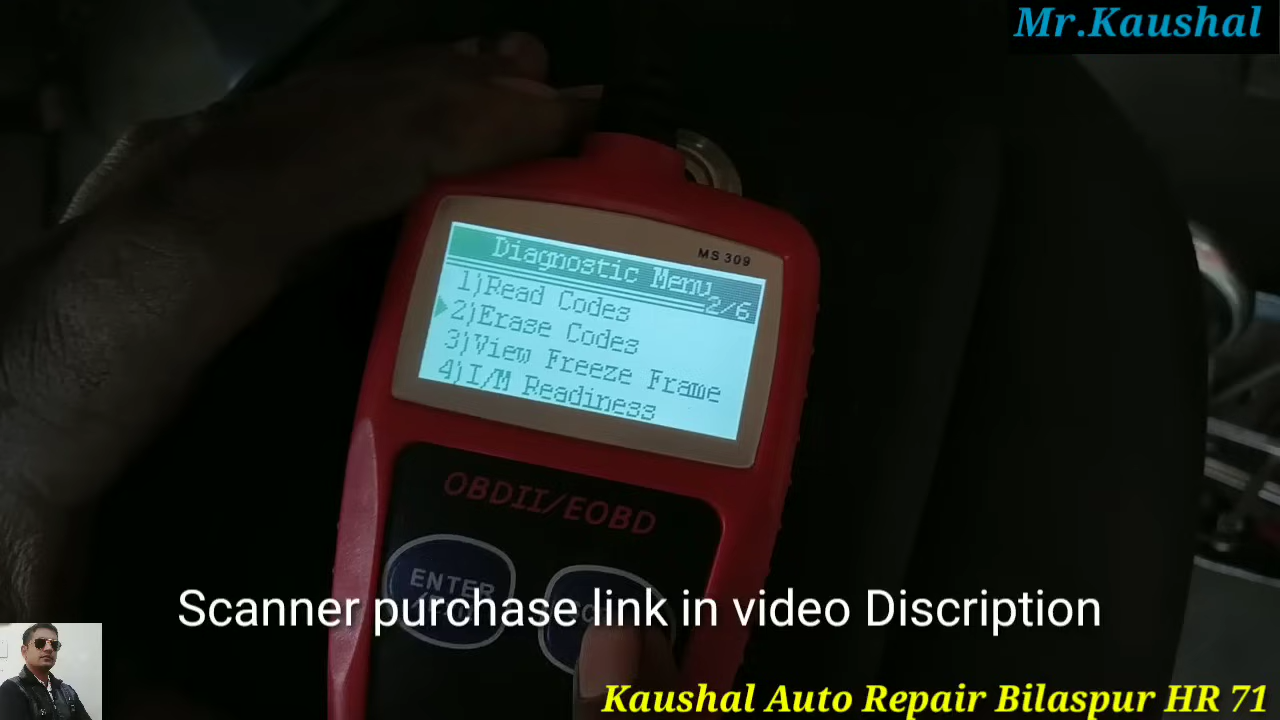 Mr.Kaushal
MS 309
Diagnostic Menu
2/6
1)Read Codes
2)Erase Codes
3)View Freeze Frame
4)I/M Readiness
OBDII/EOBD
ENTER
Scanner purchase link in video Discription
Kaushal Auto Repair Bilaspur HR 71